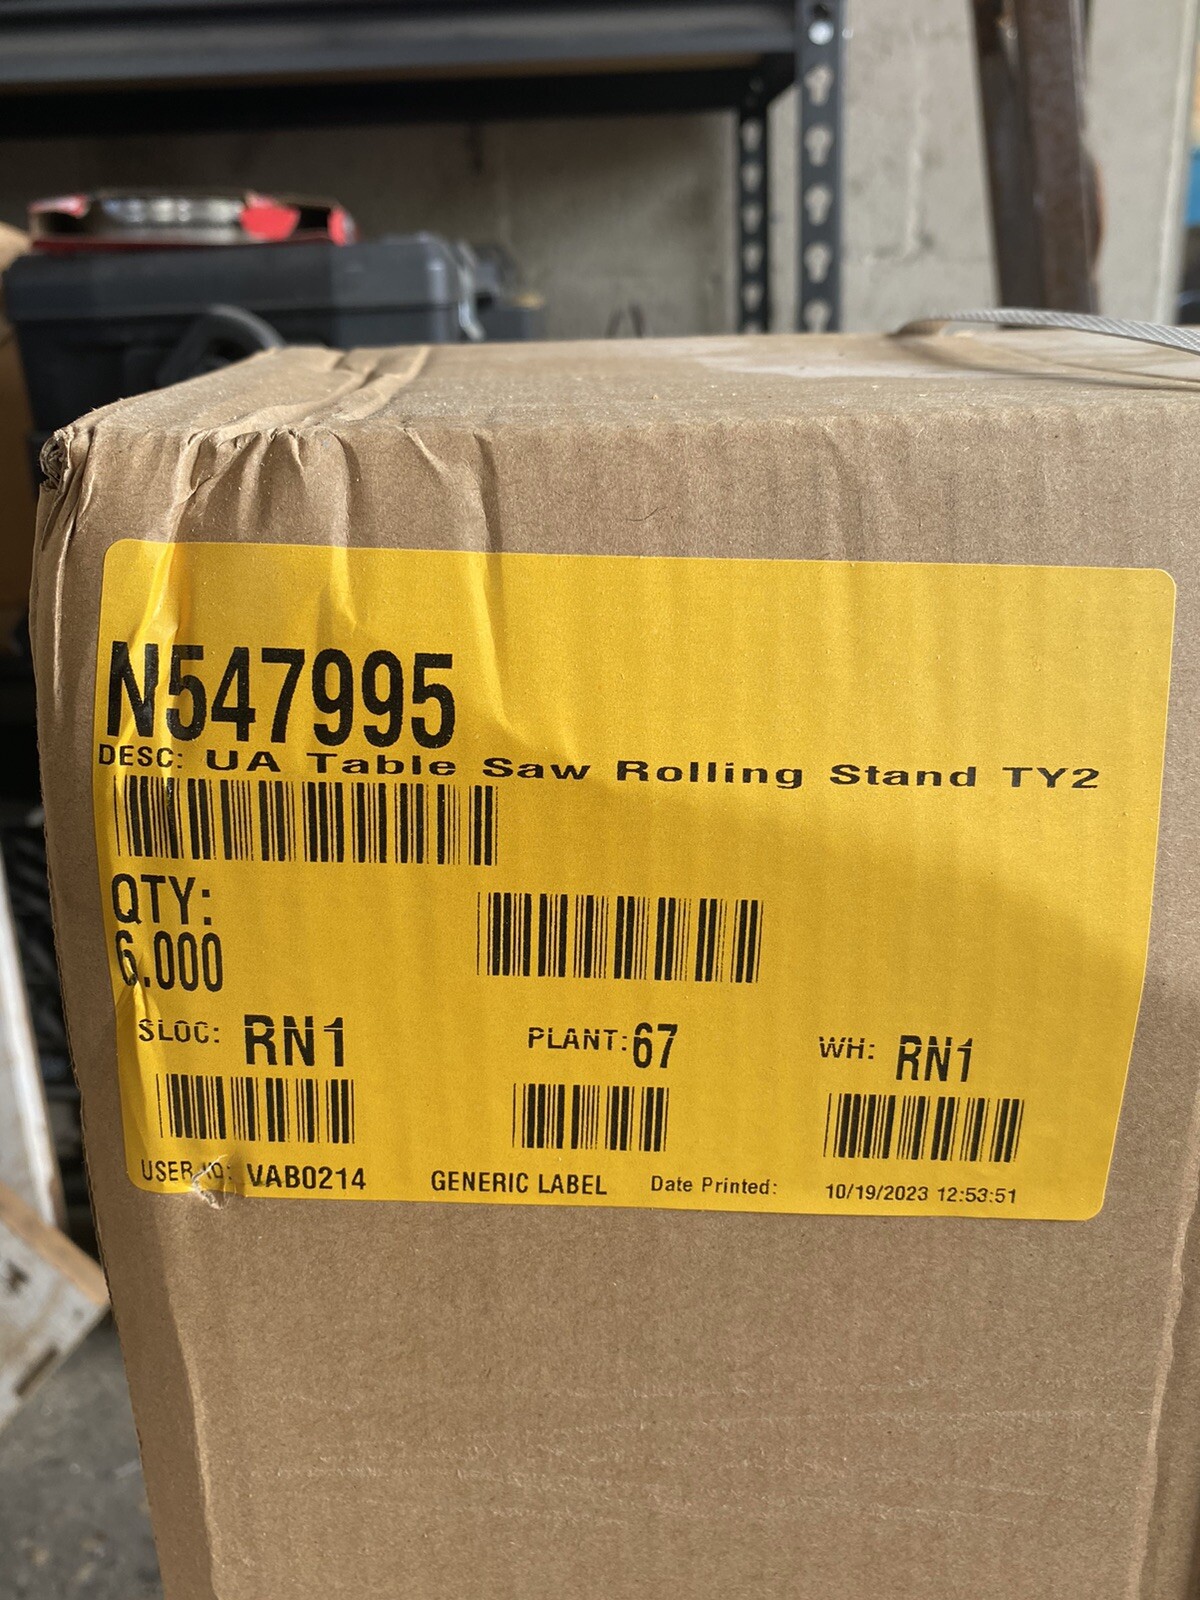 N547995
DESC: UA Table Saw Rolling Stand TY2
QTY:
6.000
SLOC: RN1 PLANT: 67 WH: RN1
USER ID: VAB0214 GENERIC LABEL Date Printed: 10/19/2023 12:53:51